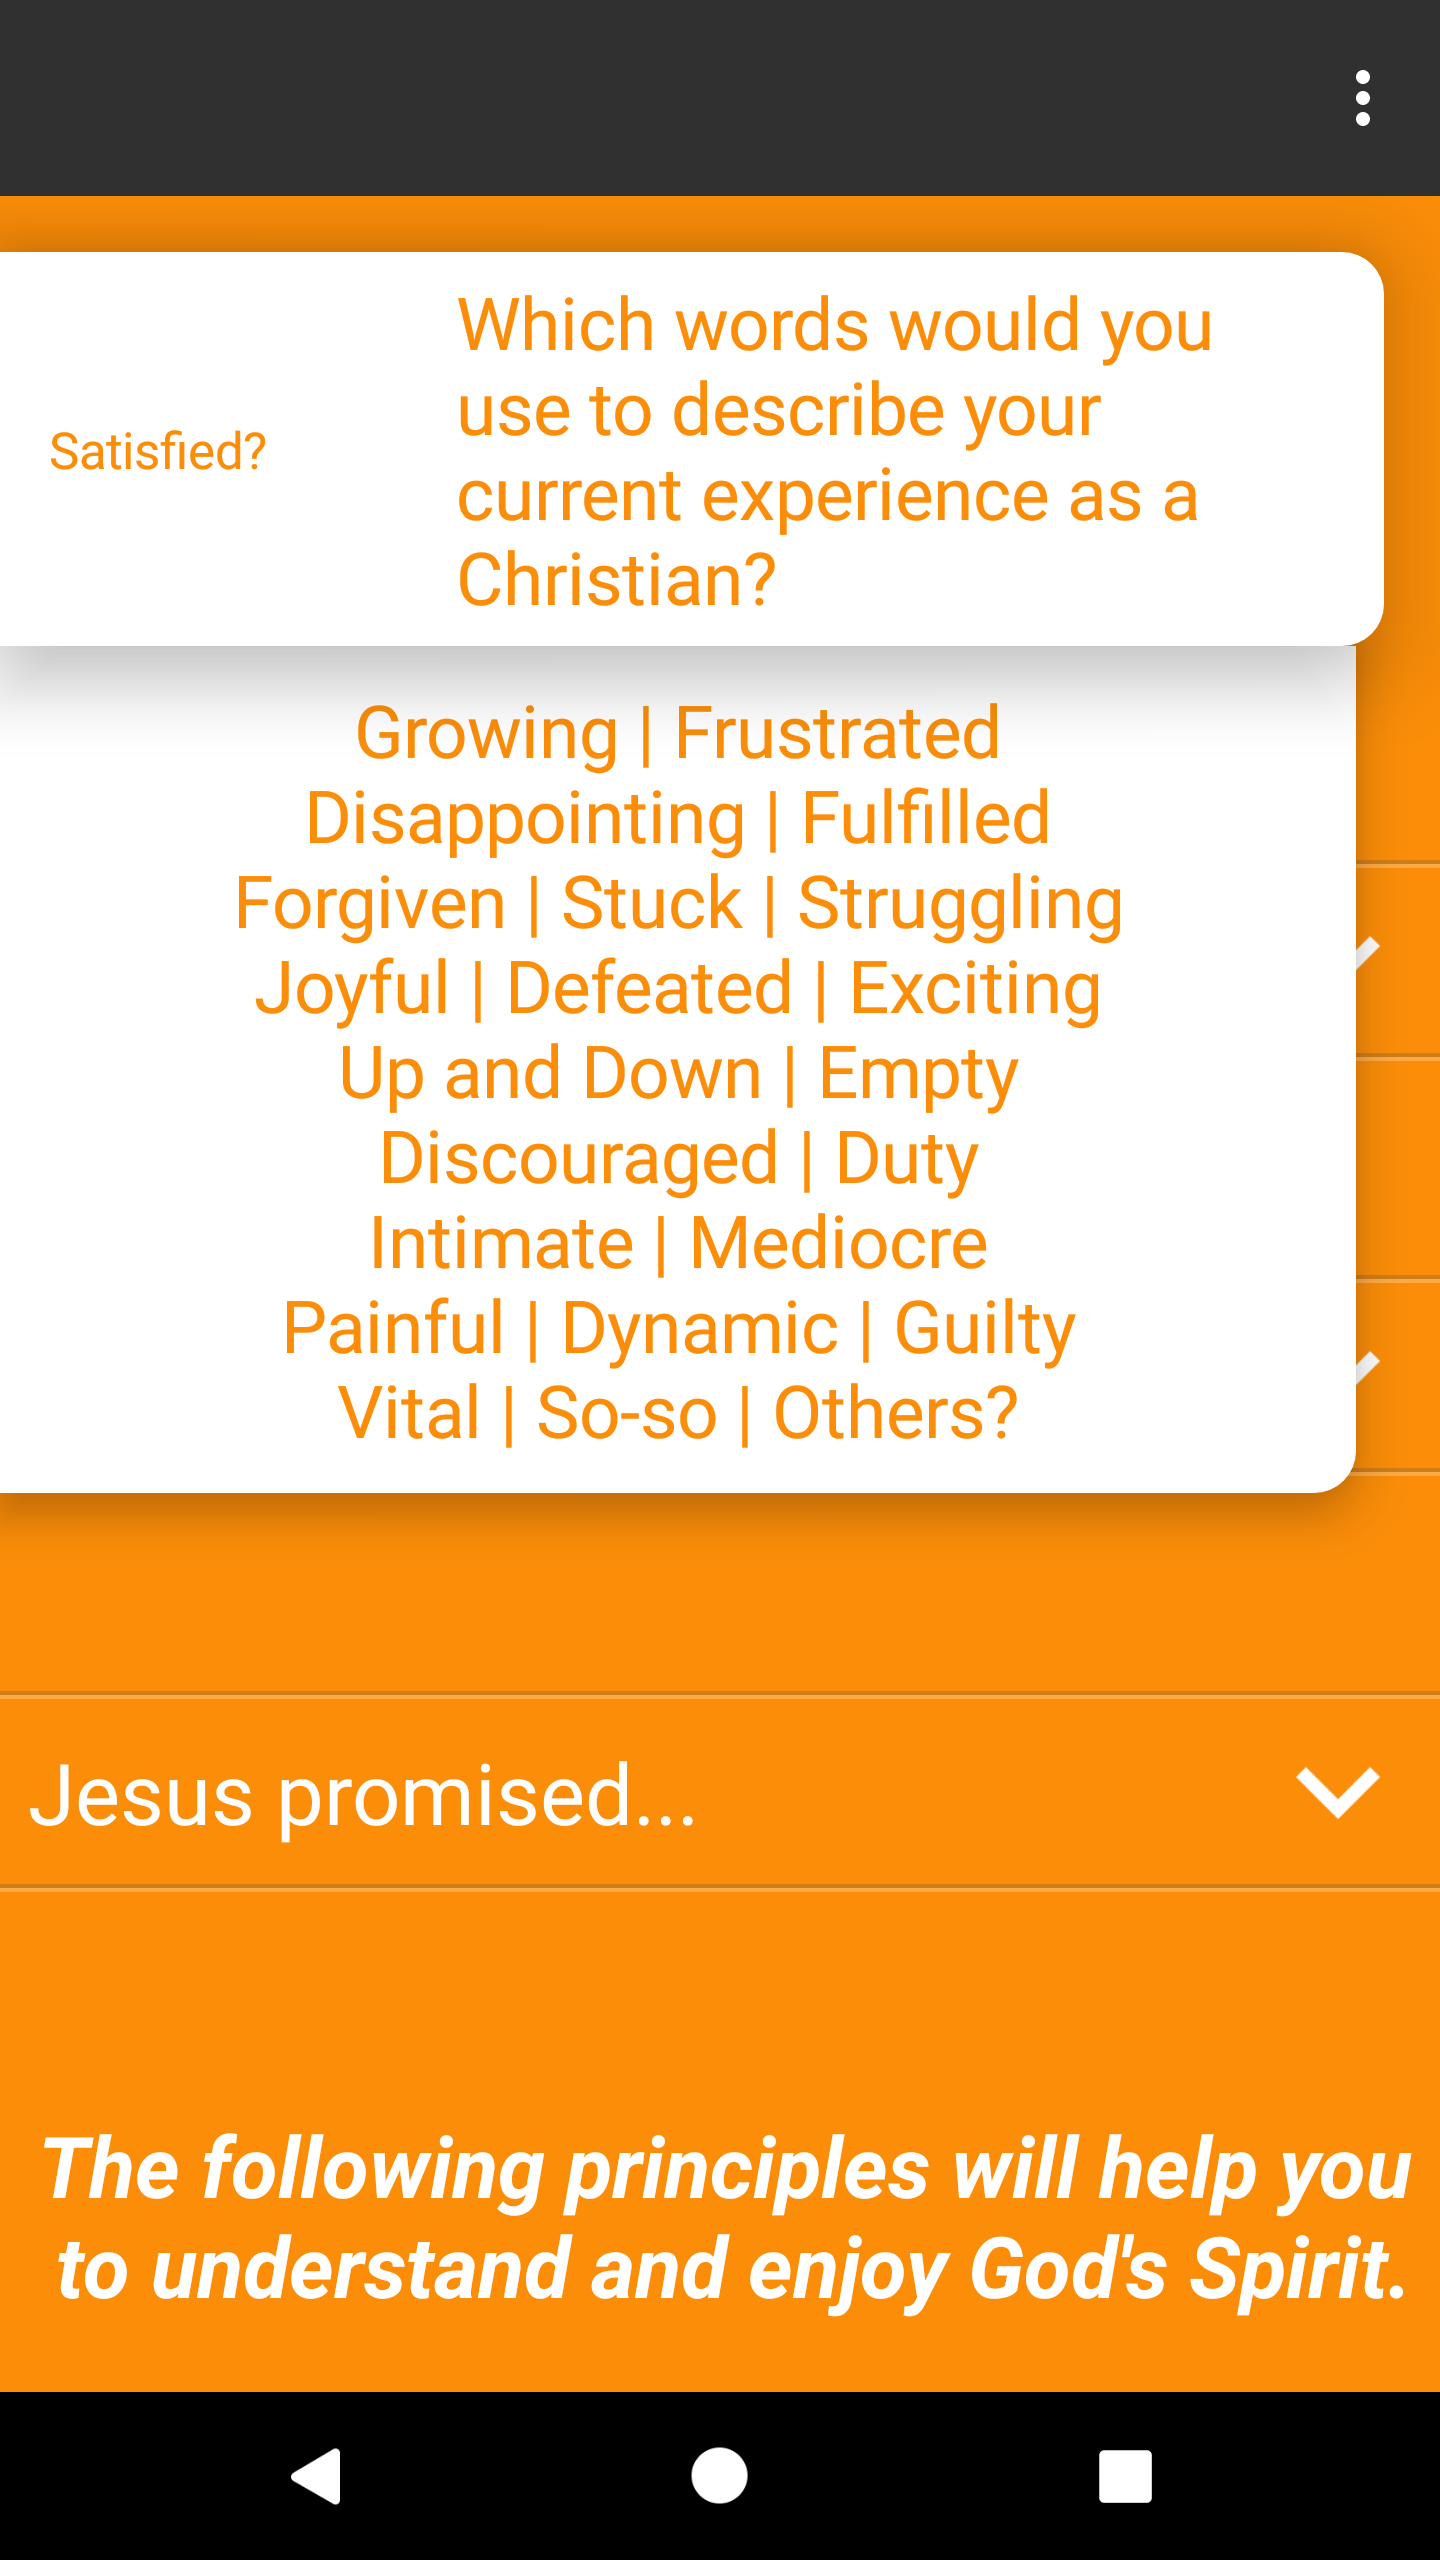 Satisfied?
Which words would you
use to describe your
current experience as a
Christian?
Growing | Frustrated
Disappointing | Fulfilled
Forgiven | Stuck | Struggling
Joyful | Defeated | Exciting
Up and Down | Empty
Discouraged | Duty
Intimate | Mediocre
Painful | Dynamic | Guilty
Vital | So-so | Others?
Jesus promised...
The following principles will help you
to understand and enjoy God's Spirit.